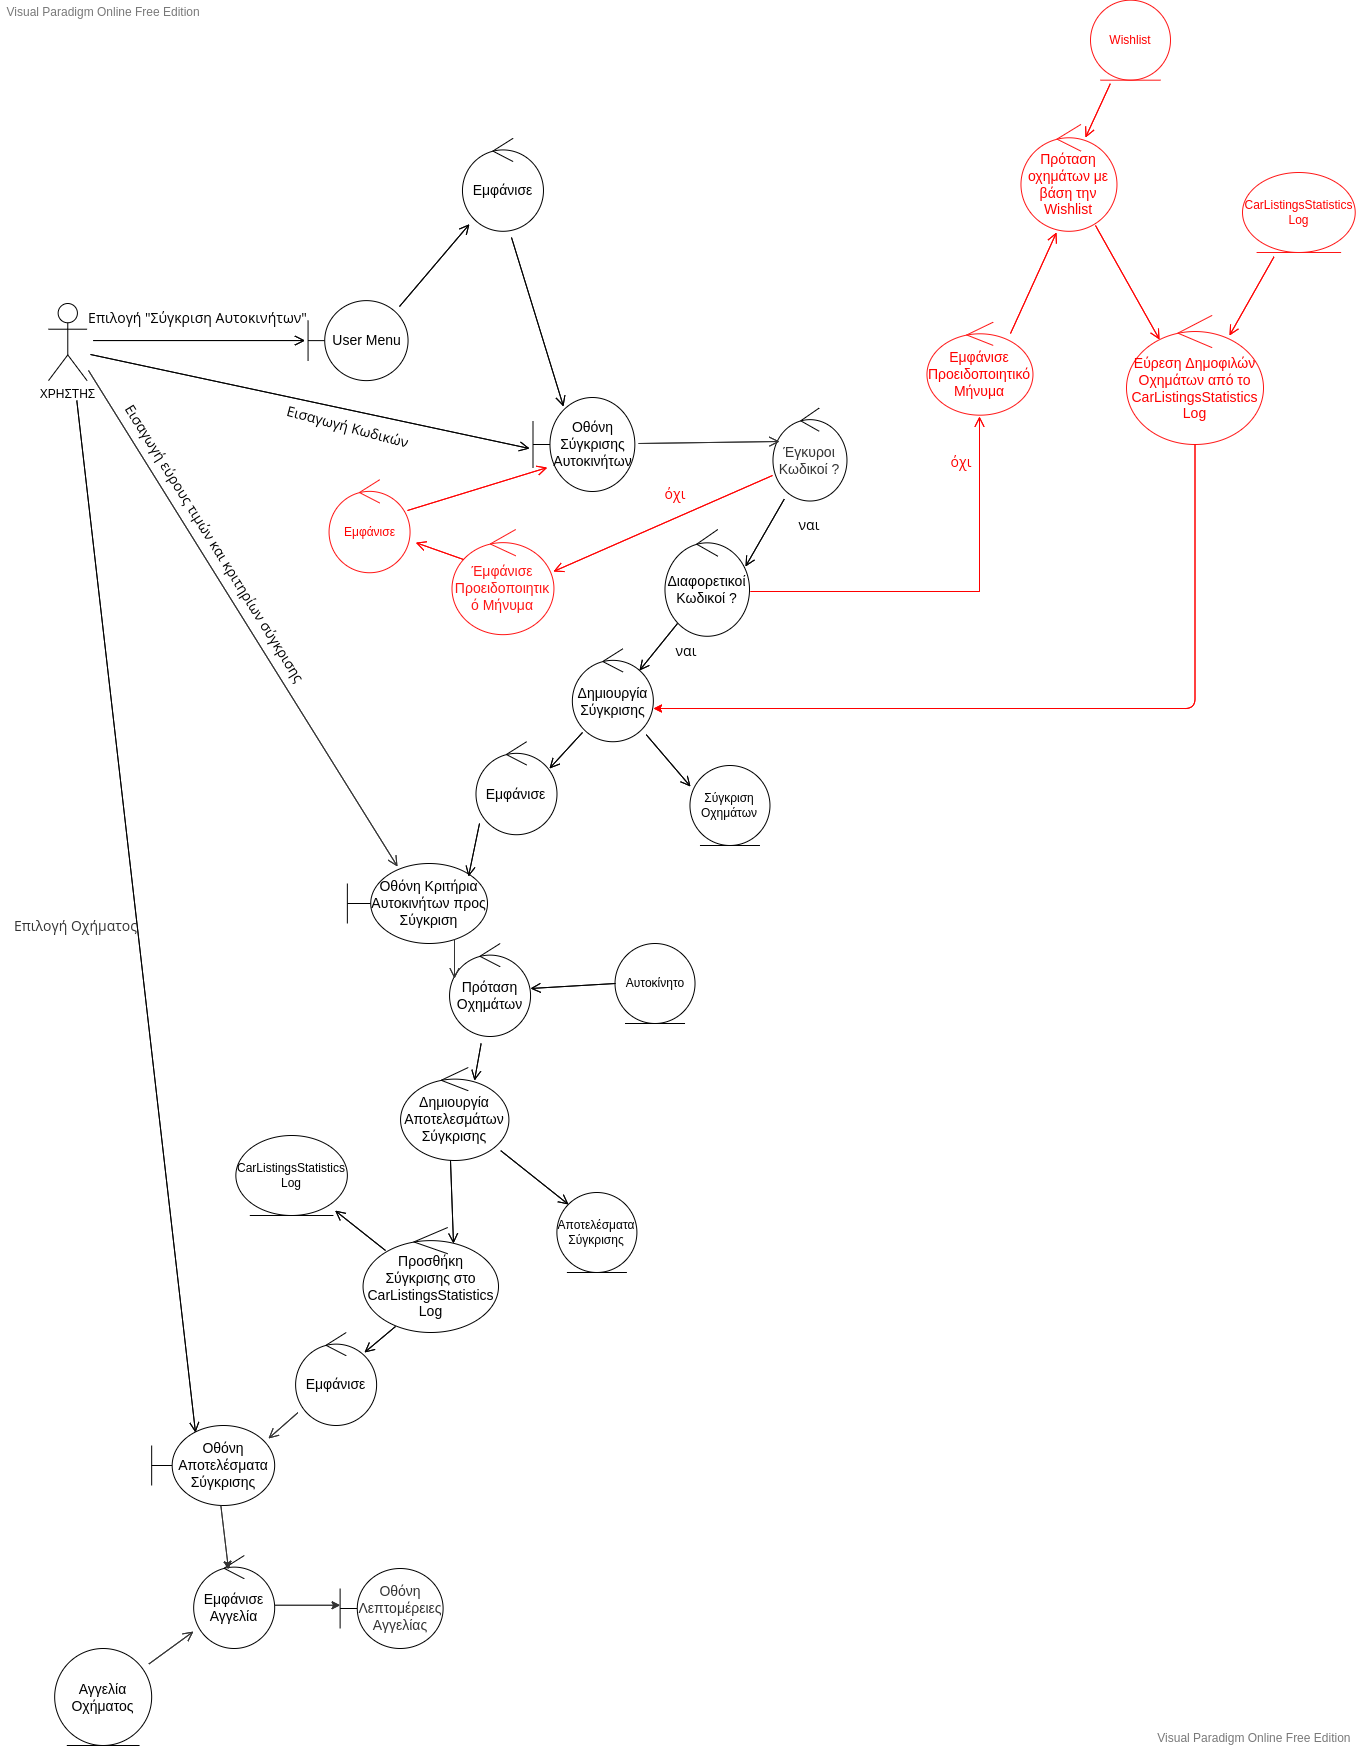 Visual Paradigm Online Free Edition
Wishlist
Πρόταση
οχημάτων με
βάση την
Wishlist
Εμφάνισε
CarListingsStatistics
Log
Επιλογή "Σύγκριση Αυτοκινήτων"
User Menu
ΧΡΗΣΤΗΣ
Εμφάνισε
Προειδοποιητικό
Μήνυμα
Εύρεση Δημοφιλών
Οχημάτων από το
CarListingsStatistics
Log
Εισαγωγή Κωδικών
Οθόνη
Σύγκρισης
Αυτοκινήτων
Έγκυροι
Κωδικοί ?
όχι
όχι
Εισαγωγή εύρους τιμών και κριτηρίων σύγκρισης
Εμφάνισε
Έμφάνισε
Προειδοποιητικ
ό Μήνυμα
ναι
Διαφορετικοί
Κωδικοί ?
ναι
Δημιουργία
Σύγκρισης
Εμφάνισε
Σύγκριση
Οχημάτων
Οθόνη Κριτήρια
Αυτοκινήτων προς
Σύγκριση
Επιλογή Οχήματος
Πρόταση
Οχημάτων
Αυτοκίνητο
Δημιουργία
Αποτελεσμάτων
Σύγκρισης
CarListingsStatistics
Log
Αποτελέσματα
Σύγκρισης
Προσθήκη
Σύγκρισης στο
CarListingsStatistics
Log
Εμφάνισε
Οθόνη
Αποτελέσματα
Σύγκρισης
Εμφάνισε
Αγγελία
Οθόνη
Λεπτομέρειες
Αγγελίας
Αγγελία
Οχήματος
Visual Paradigm Online Free Edition